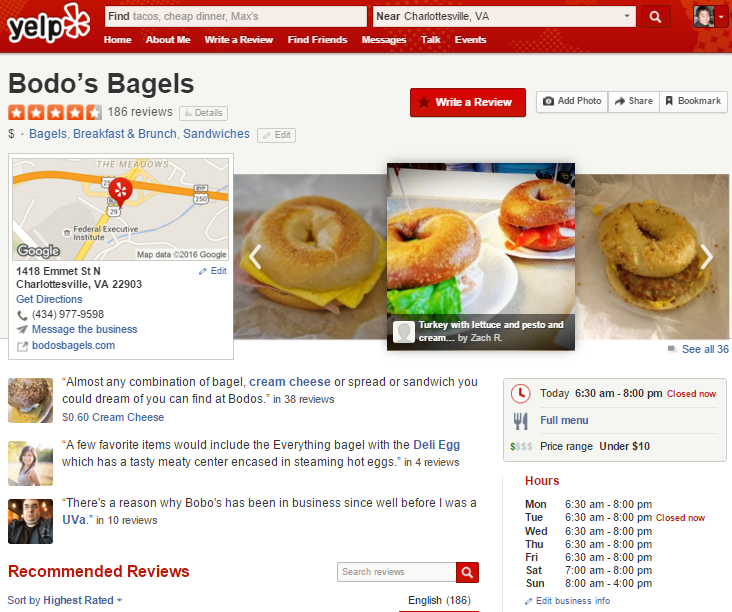 yelp
Find tacos, cheap dinner, Max's
Near Charlottesville, VA
Home About Me Write a Review Find Friends Messages Talk Events
Bodo's Bagels
186 reviews Details
$ · Bagels, Breakfast & Brunch, Sandwiches Edit
Write a Review
Add Photo Share Bookmark
THE MEADOWS
29
BYP
250
Federal Executive
Institute
Google
Map data ©2016 Google
1418 Emmet St N
Edit
Charlottesville, VA 22903
Get Directions
(434) 977-9598
Message the business
bodosbagels.com
Turkey with lettuce and pesto and
cream... by Zach R.
See all 36
"Almost any combination of bagel, cream cheese or spread or sandwich you
could dream of you can find at Bodos." in 38 reviews
$0.60 Cream Cheese
"A few favorite items would include the Everything bagel with the Deli Egg
which has a tasty meaty center encased in steaming hot eggs." in 4 reviews
"There's a reason why Bobo's has been in business since well before I was a
UVa." in 10 reviews
Today 6:30 am - 8:00 pm Closed now
Full menu
$$$$ Price range Under $10
Hours
Mon 6:30 am - 8:00 pm
Tue 6:30 am - 8:00 pm Closed now
Wed 6:30 am - 8:00 pm
Thu 6:30 am - 8:00 pm
Fri 6:30 am - 8:00 pm
Sat 7:00 am - 8:00 pm
Sun 8:00 am - 4:00 pm
Edit business info
Recommended Reviews
Search reviews
Sort by Highest Rated
English (186)